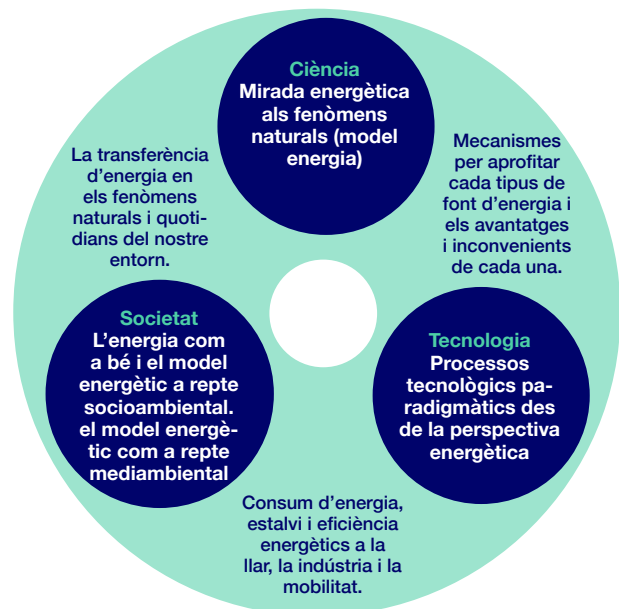 Ciència
Mirada energètica
als fenòmens
naturals (model
energia)
La transferència
d’energia en
els fenòmens
naturals i quoti-
dians del nostre
entorn.
Mecanismes
per aprofitar
cada tipus de
font d’energia i
els avantatges
i inconvenients
de cada una.
Societat
L’energia com
a bé i el model
energètic a repte
socioambiental.
el model energè-
tic com a repte
mediambiental
Tecnologia
Processos
tecnològics pa-
radigmàtics des
de la perspectiva
energètica
Consum d’energia,
estalvi i eficiència
energètics a la
llar, la indústria i la
mobilitat.